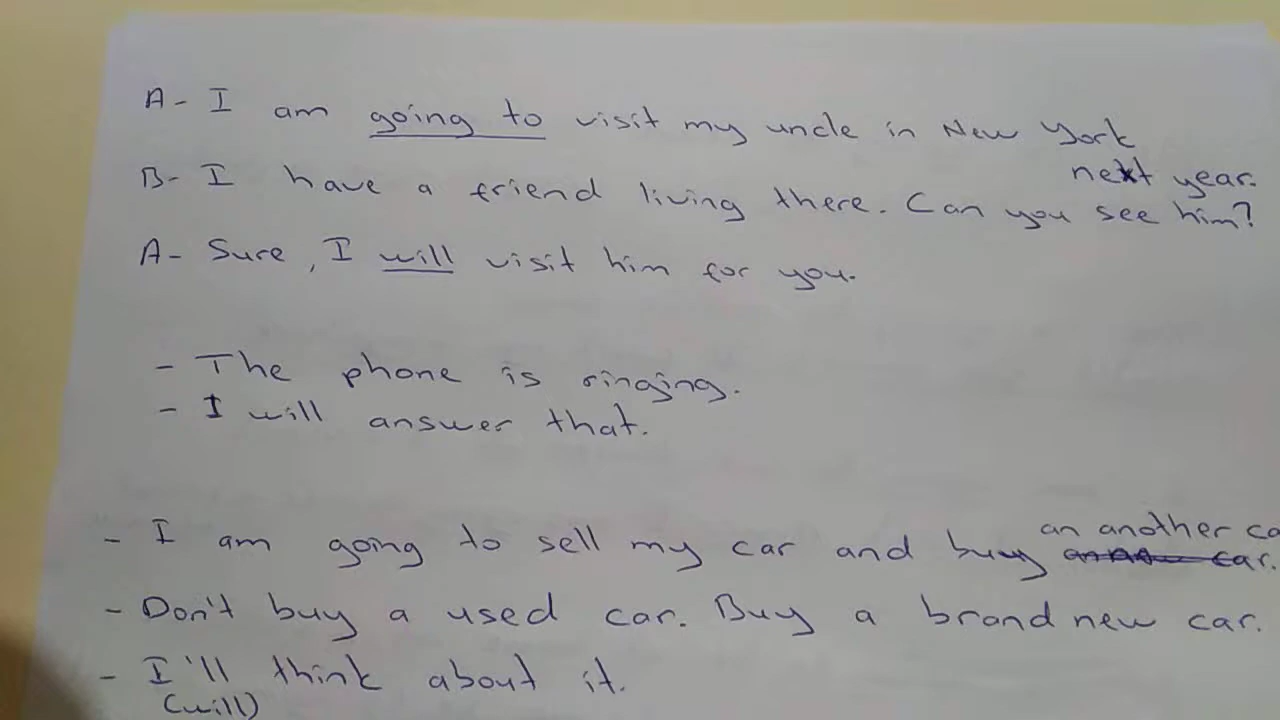 A- I am going to visit my uncle in New York
next year.
B- I have a friend living there. Can you see him?
A- Sure, I will visit him for you.
- The phone is ringing.
- I will answer that.
an another ca
- I am going to sell my car and buy car.
- Don't buy a used car. Buy a brand new car.
- I'll think about it.
(will)